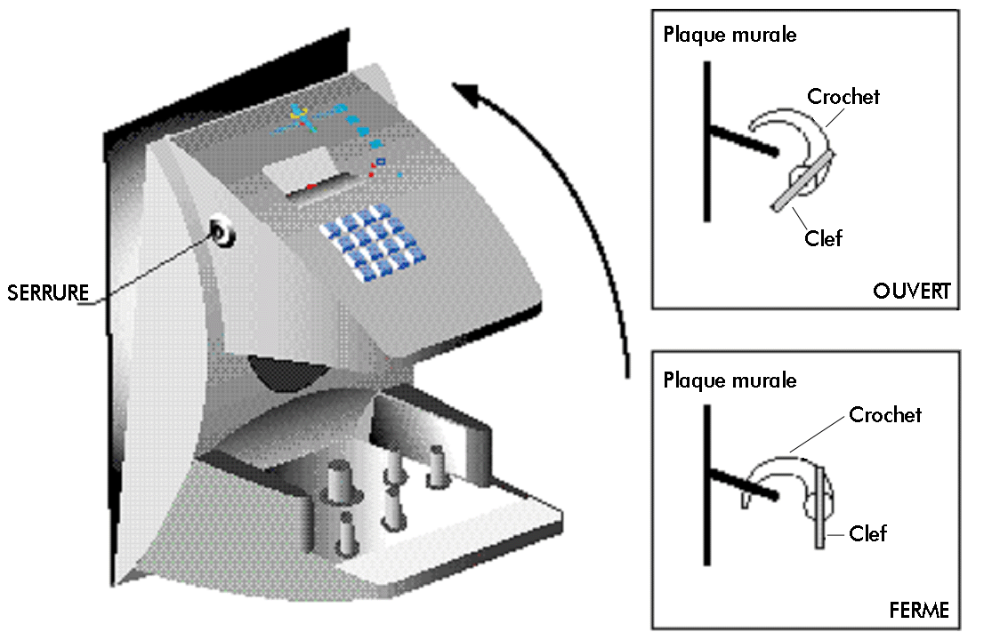 SERRURE
Plaque murale
Crochet
Clef
OUVERT
Plaque murale
Crochet
Clef
FERME